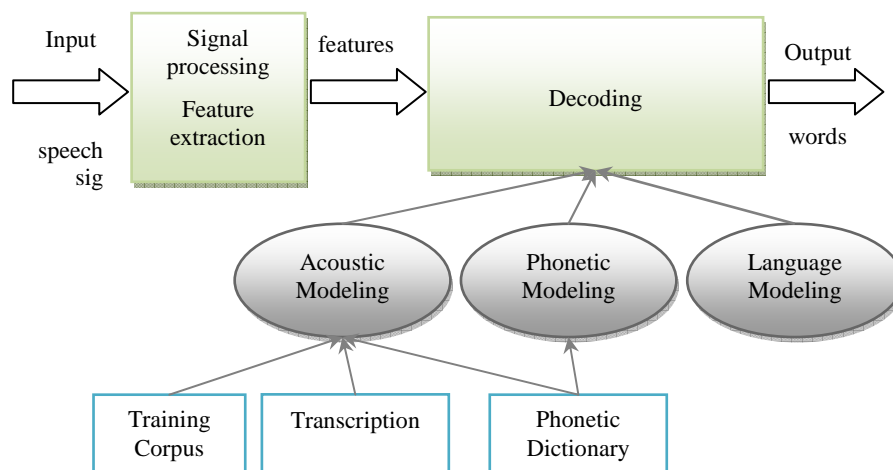 Input
speech
sig
Signal
processing
Feature
extraction
features
Decoding
Output
words
Acoustic
Modeling
Phonetic
Modeling
Language
Modeling
Training
Corpus
Transcription
Phonetic
Dictionary